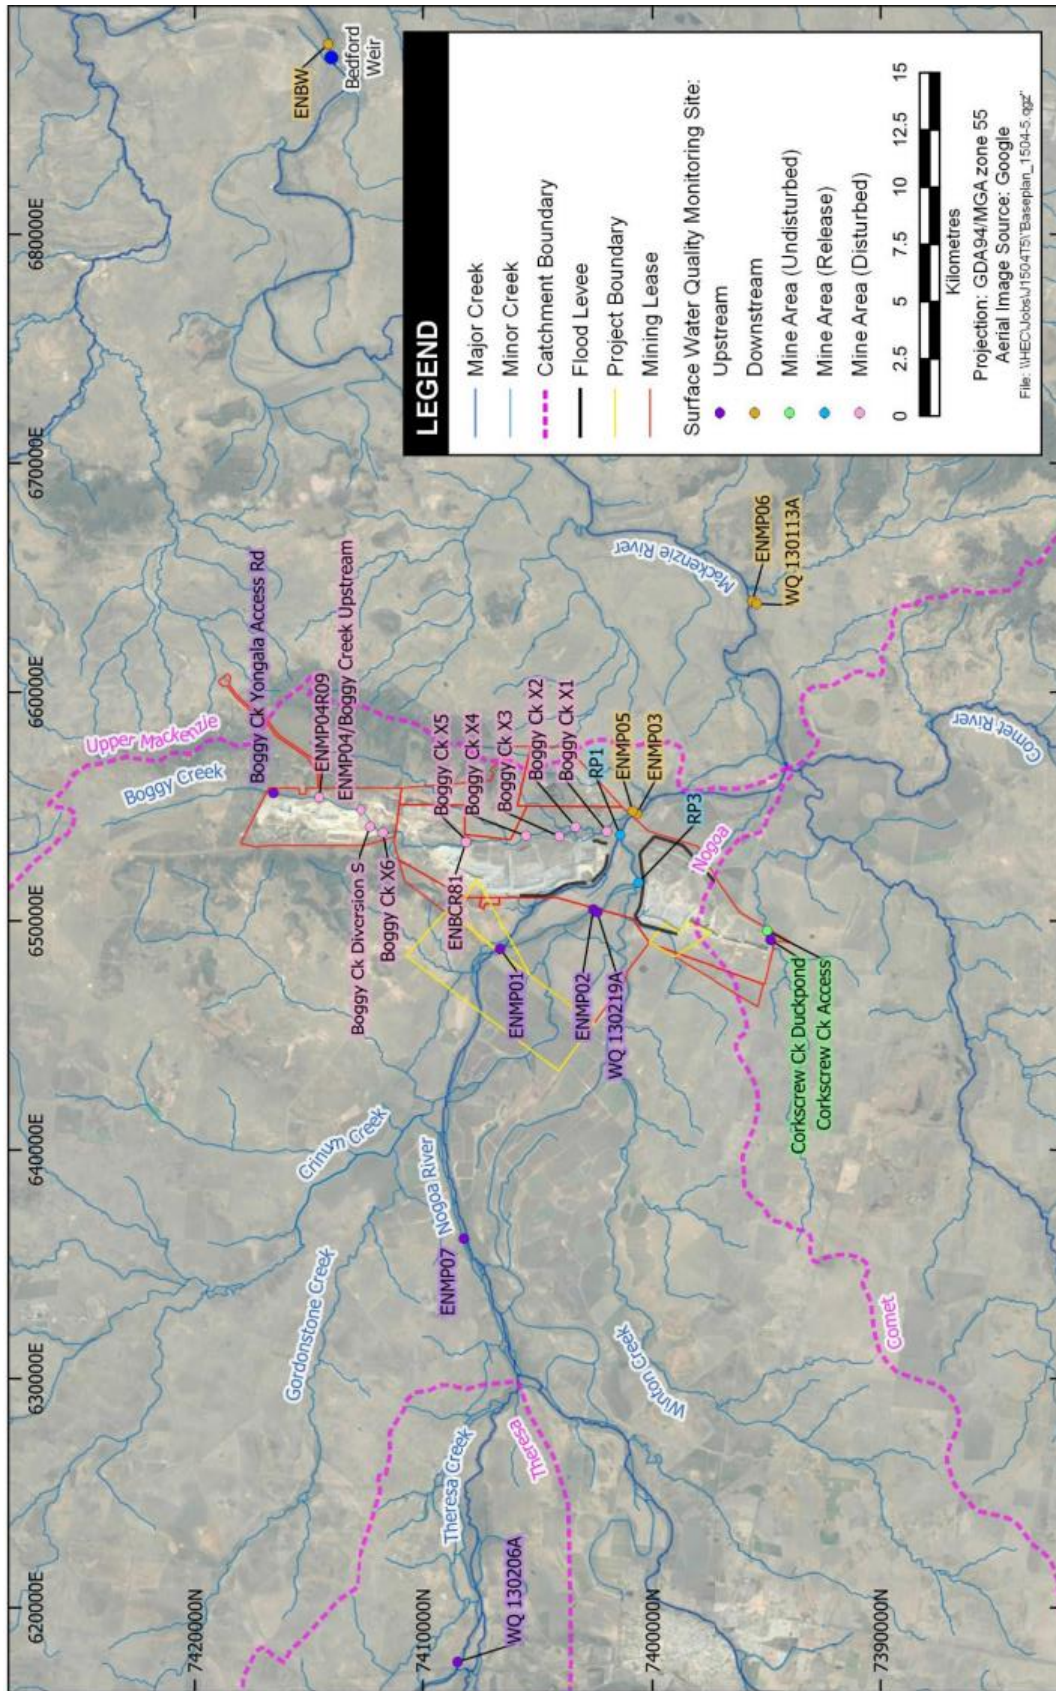 620000E
630000E
640000E
650000E
660000E
670000E
680000E
7420000N
7410000N
7400000N
7390000N
WQ 130206A
Theresa Creek
Theresa
Gordonstone Creek
Crinum Creek
Nogoa River
ENMP07
Winton Creek
Comet
Upper Mackenzie
Boggy Creek
Boggy Ck Yongala Access Rd
ENMP04R09
ENMP04/Boggy Creek Upstream
Boggy Ck Diversion S
Boggy Ck X6
ENBCR81
Boggy Ck X5
Boggy Ck X4
Boggy Ck X3
Boggy Ck X2
Boggy Ck X1
RP1
ENMP05
ENMP03
RP3
Nogoa
ENMP01
ENMP02
WQ 130219A
Corkscrew Ck Duckpond
Corkscrew Ck Access
Mackenzie River
Comet River
ENMP06
WQ 130113A
ENBW
Bedford
Weir
LEGEND
Major Creek
Minor Creek
Catchment Boundary
Flood Levee
Project Boundary
Mining Lease
Surface Water Quality Monitoring Site:
Upstream
Downstream
Mine Area (Undisturbed)
Mine Area (Release)
Mine Area (Disturbed)
0 2.5 5 7.5 10 12.5 15
Kilometres
Projection: GDA94/MGA zone 55
Aerial Image Source: Google
File: \\HEC\Jobs\J1504T5\"Baseplan_1504-5.qgz"